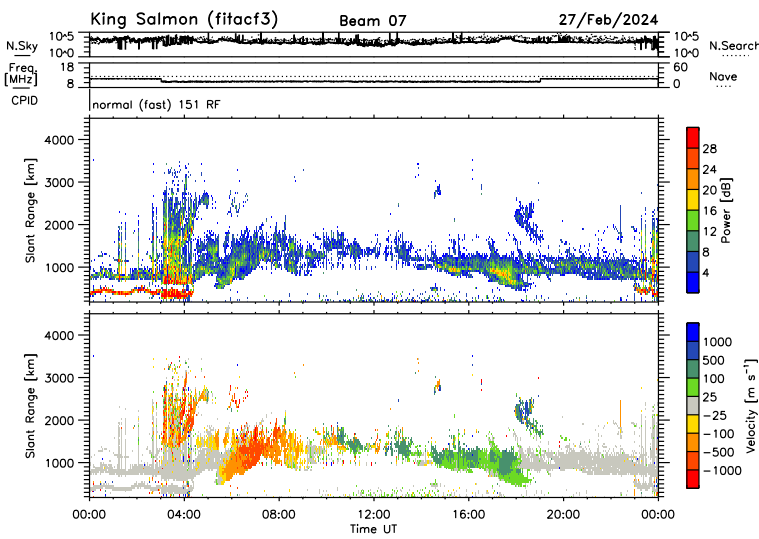 King Salmon (fitacf3) Beam 07 27/Feb/2024
N.Sky 10^5 10^0 10^5 10^0 N.Search
Freq. [MHz] 18 8 60 0 Nave
CPID normal (fast) 151 RF
Slant Range [km] 4000 3000 2000 1000
Power [dB] 28 24 20 16 12 8 4
Slant Range [km] 4000 3000 2000 1000
Velocity [m s⁻¹] 1000 500 100 25 −25 −100 −500 −1000
00:00 04:00 08:00 12:00 16:00 20:00 00:00
Time UT